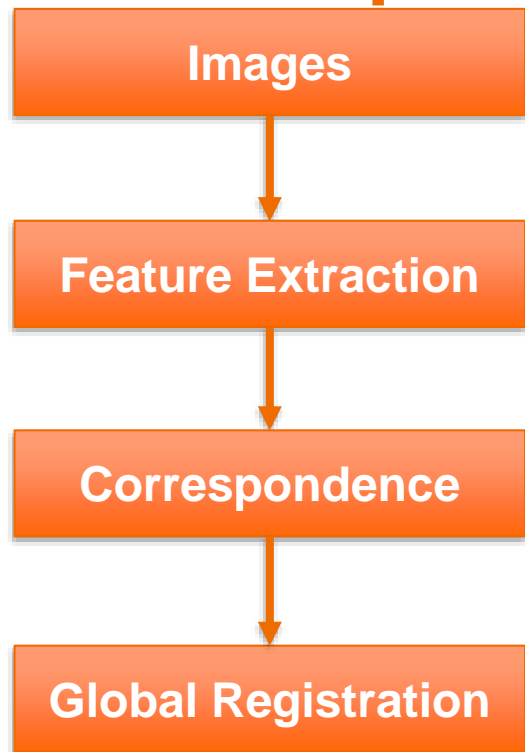 Images
Feature Extraction
Correspondence
Global Registration